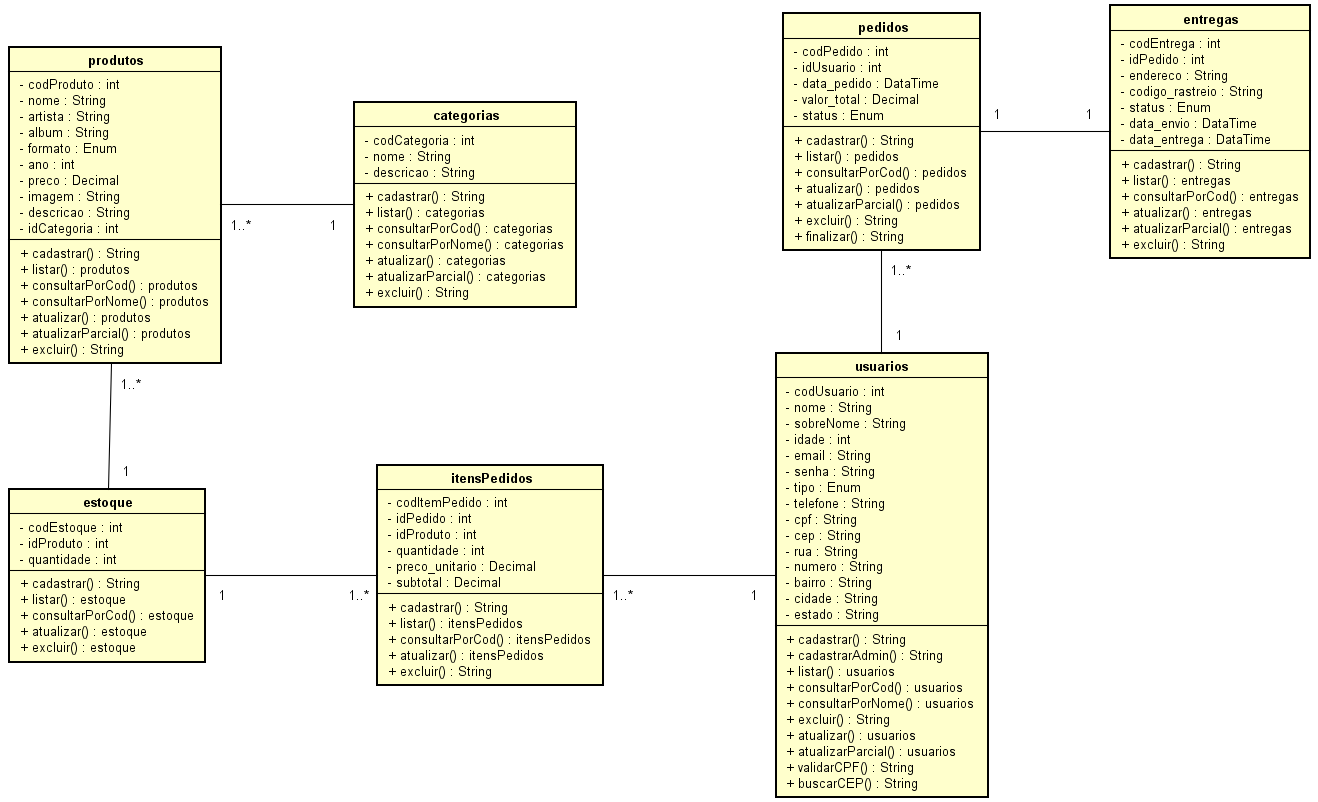 produtos
- codProduto : int
- nome : String
- artista : String
- album : String
- formato : Enum
- ano : int
- preco : Decimal
- imagem : String
- descricao : String
- idCategoria : int
+ cadastrar() : String
+ listar() : produtos
+ consultarPorCod() : produtos
+ consultarPorNome() : produtos
+ atualizar() : produtos
+ atualizarParcial() : produtos
+ excluir() : String
1..*
1
categorias
- codCategoria : int
- nome : String
- descricao : String
+ cadastrar() : String
+ listar() : categorias
+ consultarPorCod() : categorias
+ consultarPorNome() : categorias
+ atualizar() : categorias
+ atualizarParcial() : categorias
+ excluir() : String
pedidos
- codPedido : int
- idUsuario : int
- data_pedido : DataTime
- valor_total : Decimal
- status : Enum
+ cadastrar() : String
+ listar() : pedidos
+ consultarPorCod() : pedidos
+ atualizar() : pedidos
+ atualizarParcial() : pedidos
+ excluir() : String
+ finalizar() : String
1
1
entregas
- codEntrega : int
- idPedido : int
- endereco : String
- codigo_rastreio : String
- status : Enum
- data_envio : DataTime
- data_entrega : DataTime
+ cadastrar() : String
+ listar() : entregas
+ consultarPorCod() : entregas
+ atualizar() : entregas
+ atualizarParcial() : entregas
+ excluir() : String
1..*
1
1..*
1
estoque
- codEstoque : int
- idProduto : int
- quantidade : int
+ cadastrar() : String
+ listar() : estoque
+ consultarPorCod() : estoque
+ atualizar() : estoque
+ excluir() : estoque
1
1..*
itensPedidos
- codItemPedido : int
- idPedido : int
- idProduto : int
- quantidade : int
- preco_unitario : Decimal
- subtotal : Decimal
+ cadastrar() : String
+ listar() : itensPedidos
+ consultarPorCod() : itensPedidos
+ atualizar() : itensPedidos
+ excluir() : String
1..*
1
usuarios
- codUsuario : int
- nome : String
- sobreNome : String
- idade : int
- email : String
- senha : String
- tipo : Enum
- telefone : String
- cpf : String
- cep : String
- rua : String
- numero : String
- bairro : String
- cidade : String
- estado : String
+ cadastrar() : String
+ cadastrarAdmin() : String
+ listar() : usuarios
+ consultarPorCod() : usuarios
+ consultarPorNome() : usuarios
+ excluir() : String
+ atualizar() : usuarios
+ atualizarParcial() : usuarios
+ validarCPF() : String
+ buscarCEP() : String